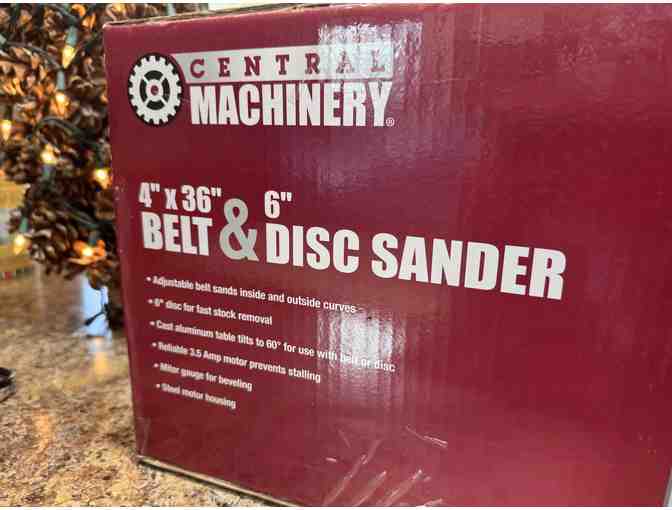 CENTRAL
MACHINERY®
4" x 36" & 6"
BELT & DISC SANDER
• Adjustable belt sands inside and outside curves
• 6" disc for fast stock removal
• Cast aluminum table tilts to 60° for use with belt or disc
• Reliable 3.5 Amp motor prevents stalling
• Miter gauge for beveling
• Steel motor housing